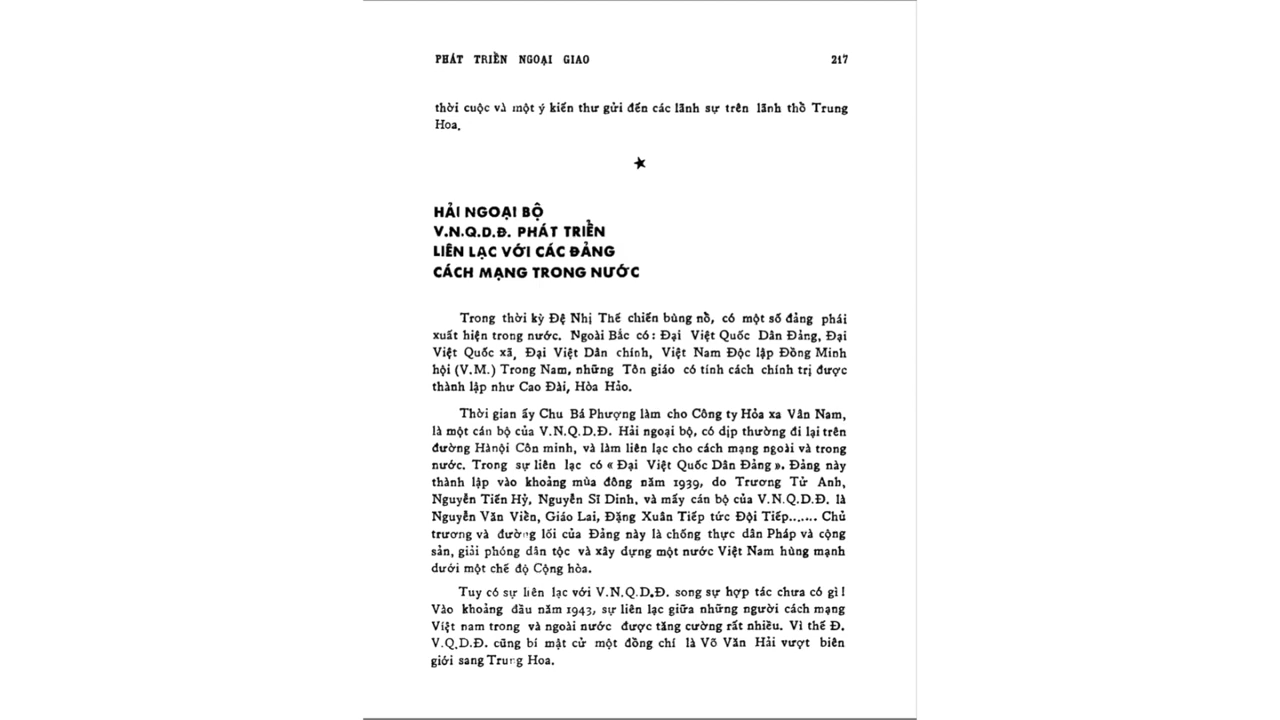 PHÁT TRIỂN NGOẠI GIAO 217
thời cuộc và một ý kiến thư gửi đến các lãnh sự trên lãnh thổ Trung
Hoa.
★
HẢI NGOẠI BỘ
V.N.Q.D.Đ. PHÁT TRIỂN
LIÊN LẠC VỚI CÁC ĐẢNG
CÁCH MẠNG TRONG NƯỚC
Trong thời kỳ Đệ Nhị Thế chiến bùng nổ, có một số đảng phái
xuất hiện trong nước. Ngoài Bắc có : Đại Việt Quốc Dân Đảng, Đại
Việt Quốc xã, Đại Việt Dân chính, Việt Nam Độc lập Đồng Minh
hội (V.M.) Trong Nam, những Tôn giáo có tính cách chính trị được
thành lập như Cao Đài, Hòa Hảo.
Thời gian ấy Chu Bá Phượng làm cho Công ty Hỏa xa Vân Nam,
là một cán bộ của V.N.Q.D.Đ. Hải ngoại bộ, có dịp thường đi lại trên
đường Hànội Côn minh, và làm liên lạc cho cách mạng ngoài và trong
nước. Trong sự liên lạc có « Đại Việt Quốc Dân Đảng ». Đảng này
thành lập vào khoảng mùa đông năm 1939, do Trương Tử Anh,
Nguyễn Tiến Hỷ, Nguyễn Sĩ Dinh, và mấy cán bộ của V.N.Q.D.Đ. là
Nguyễn Văn Viễn, Giáo Lai, Đặng Xuân Tiếp tức Đội Tiếp....... Chủ
trương và đường lối của Đảng này là chống thực dân Pháp và cộng
sản, giải phóng dân tộc và xây dựng một nước Việt Nam hùng mạnh
dưới một chế độ Cộng hòa.
Tuy có sự liên lạc với V.N.Q.D.Đ. song sự hợp tác chưa có gì !
Vào khoảng đầu năm 1943, sự liên lạc giữa những người cách mạng
Việt nam trong và ngoài nước được tăng cường rất nhiều. Vì thế Đ.
V.Q.D.Đ. cũng bí mật cử một đồng chí là Võ Văn Hải vượt biên
giới sang Trung Hoa.